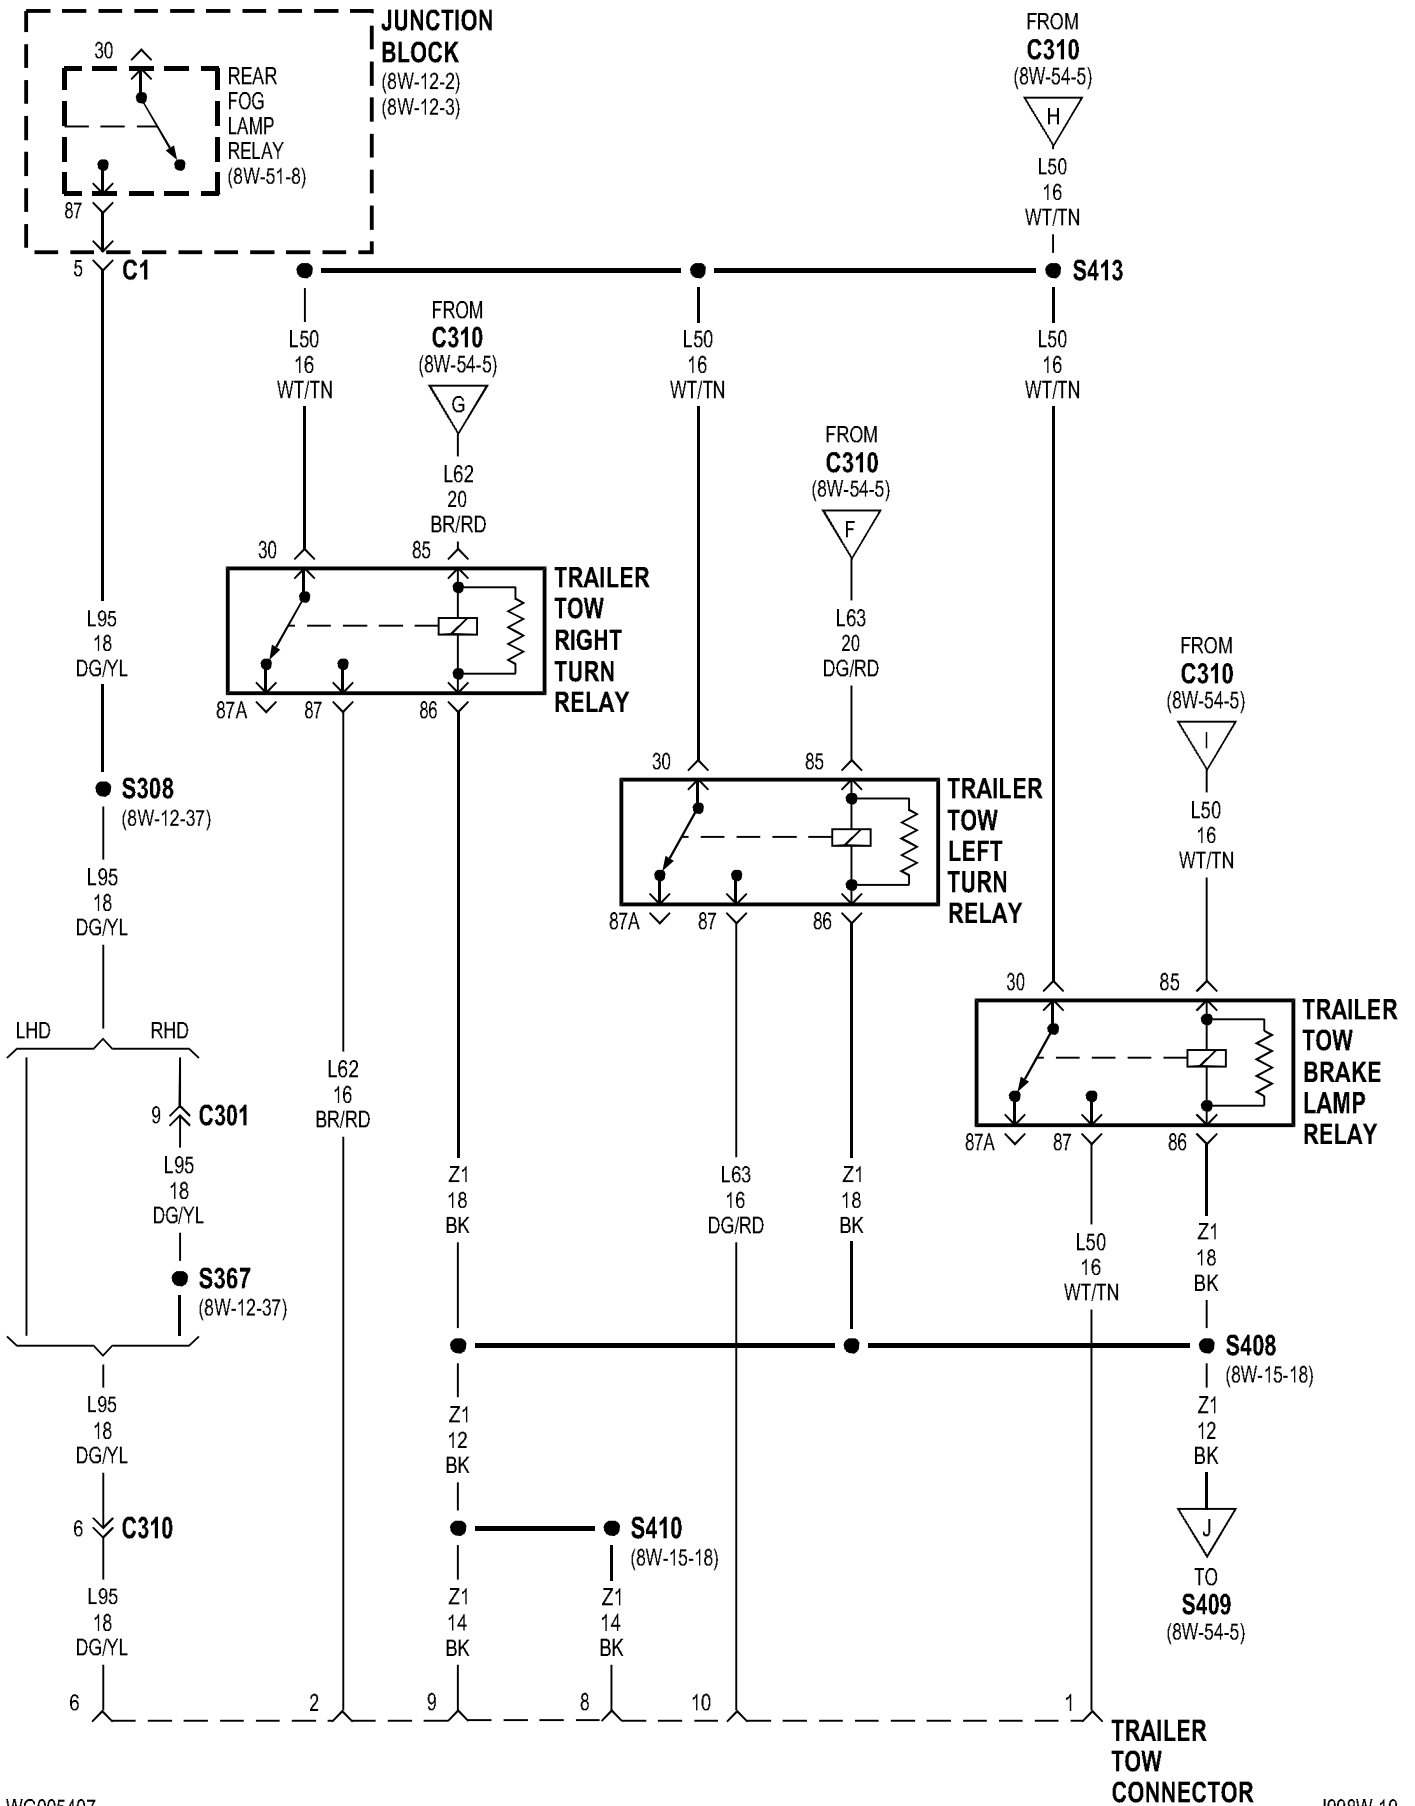 JUNCTION
BLOCK
(8W-12-2)
(8W-12-3)
30
REAR
FOG
LAMP
RELAY
(8W-51-8)
87
5
C1
FROM
C310
(8W-54-5)
H
L50
16
WT/TN
S413
L50
16
WT/TN
FROM
C310
(8W-54-5)
G
L62
20
BR/RD
L50
16
WT/TN
L50
16
WT/TN
FROM
C310
(8W-54-5)
F
L63
20
DG/RD
30
85
TRAILER
TOW
RIGHT
TURN
RELAY
87A
87
86
L95
18
DG/YL
S308
(8W-12-37)
L95
18
DG/YL
FROM
C310
(8W-54-5)
I
L50
16
WT/TN
30
85
TRAILER
TOW
LEFT
TURN
RELAY
87A
87
86
30
85
TRAILER
TOW
BRAKE
LAMP
RELAY
87A
87
86
LHD
RHD
9
C301
L95
18
DG/YL
S367
(8W-12-37)
L62
16
BR/RD
Z1
18
BK
L63
16
DG/RD
Z1
18
BK
L50
16
WT/TN
Z1
18
BK
S408
(8W-15-18)
L95
18
DG/YL
Z1
12
BK
Z1
12
BK
6
C310
S410
(8W-15-18)
J
TO
S409
(8W-54-5)
L95
18
DG/YL
Z1
14
BK
Z1
14
BK
6
2
9
8
10
1
TRAILER
TOW
CONNECTOR